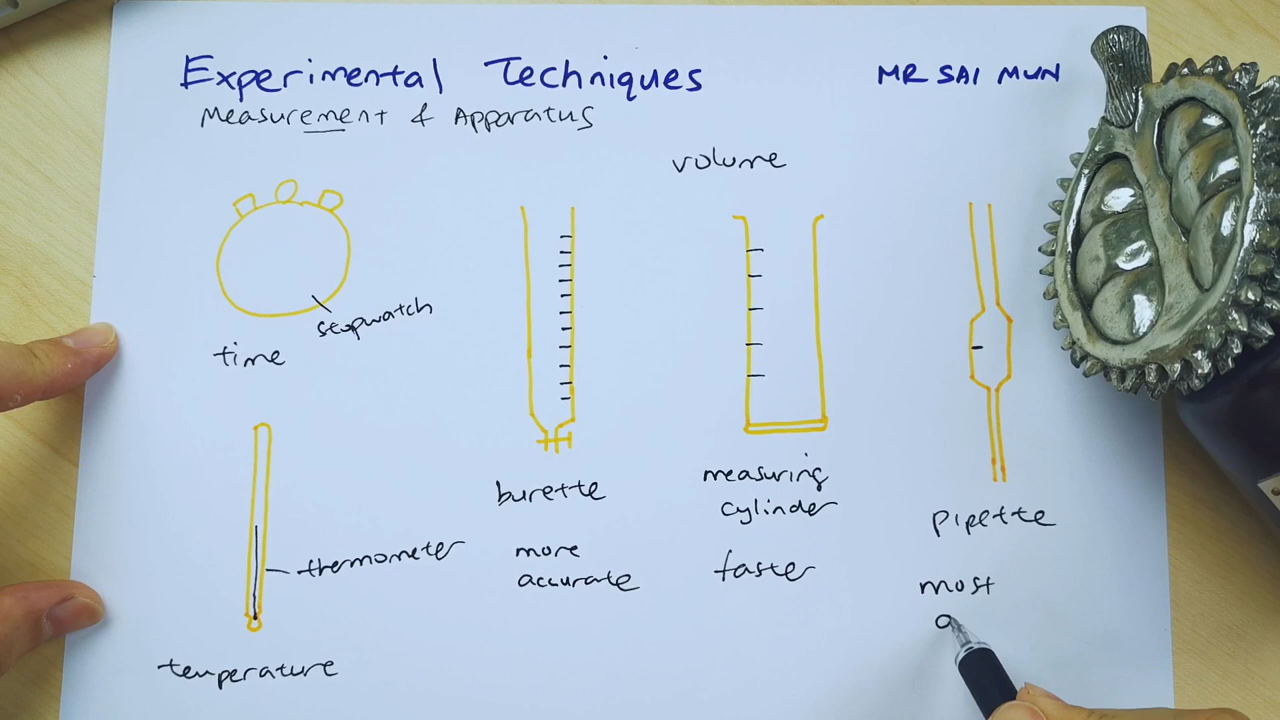 Experimental Techniques
MR SAI MUN
Measurement & Apparatus
volume
stopwatch
time
burette
measuring
cylinder
pipette
more
accurate
faster
most
a
thermometer
temperature